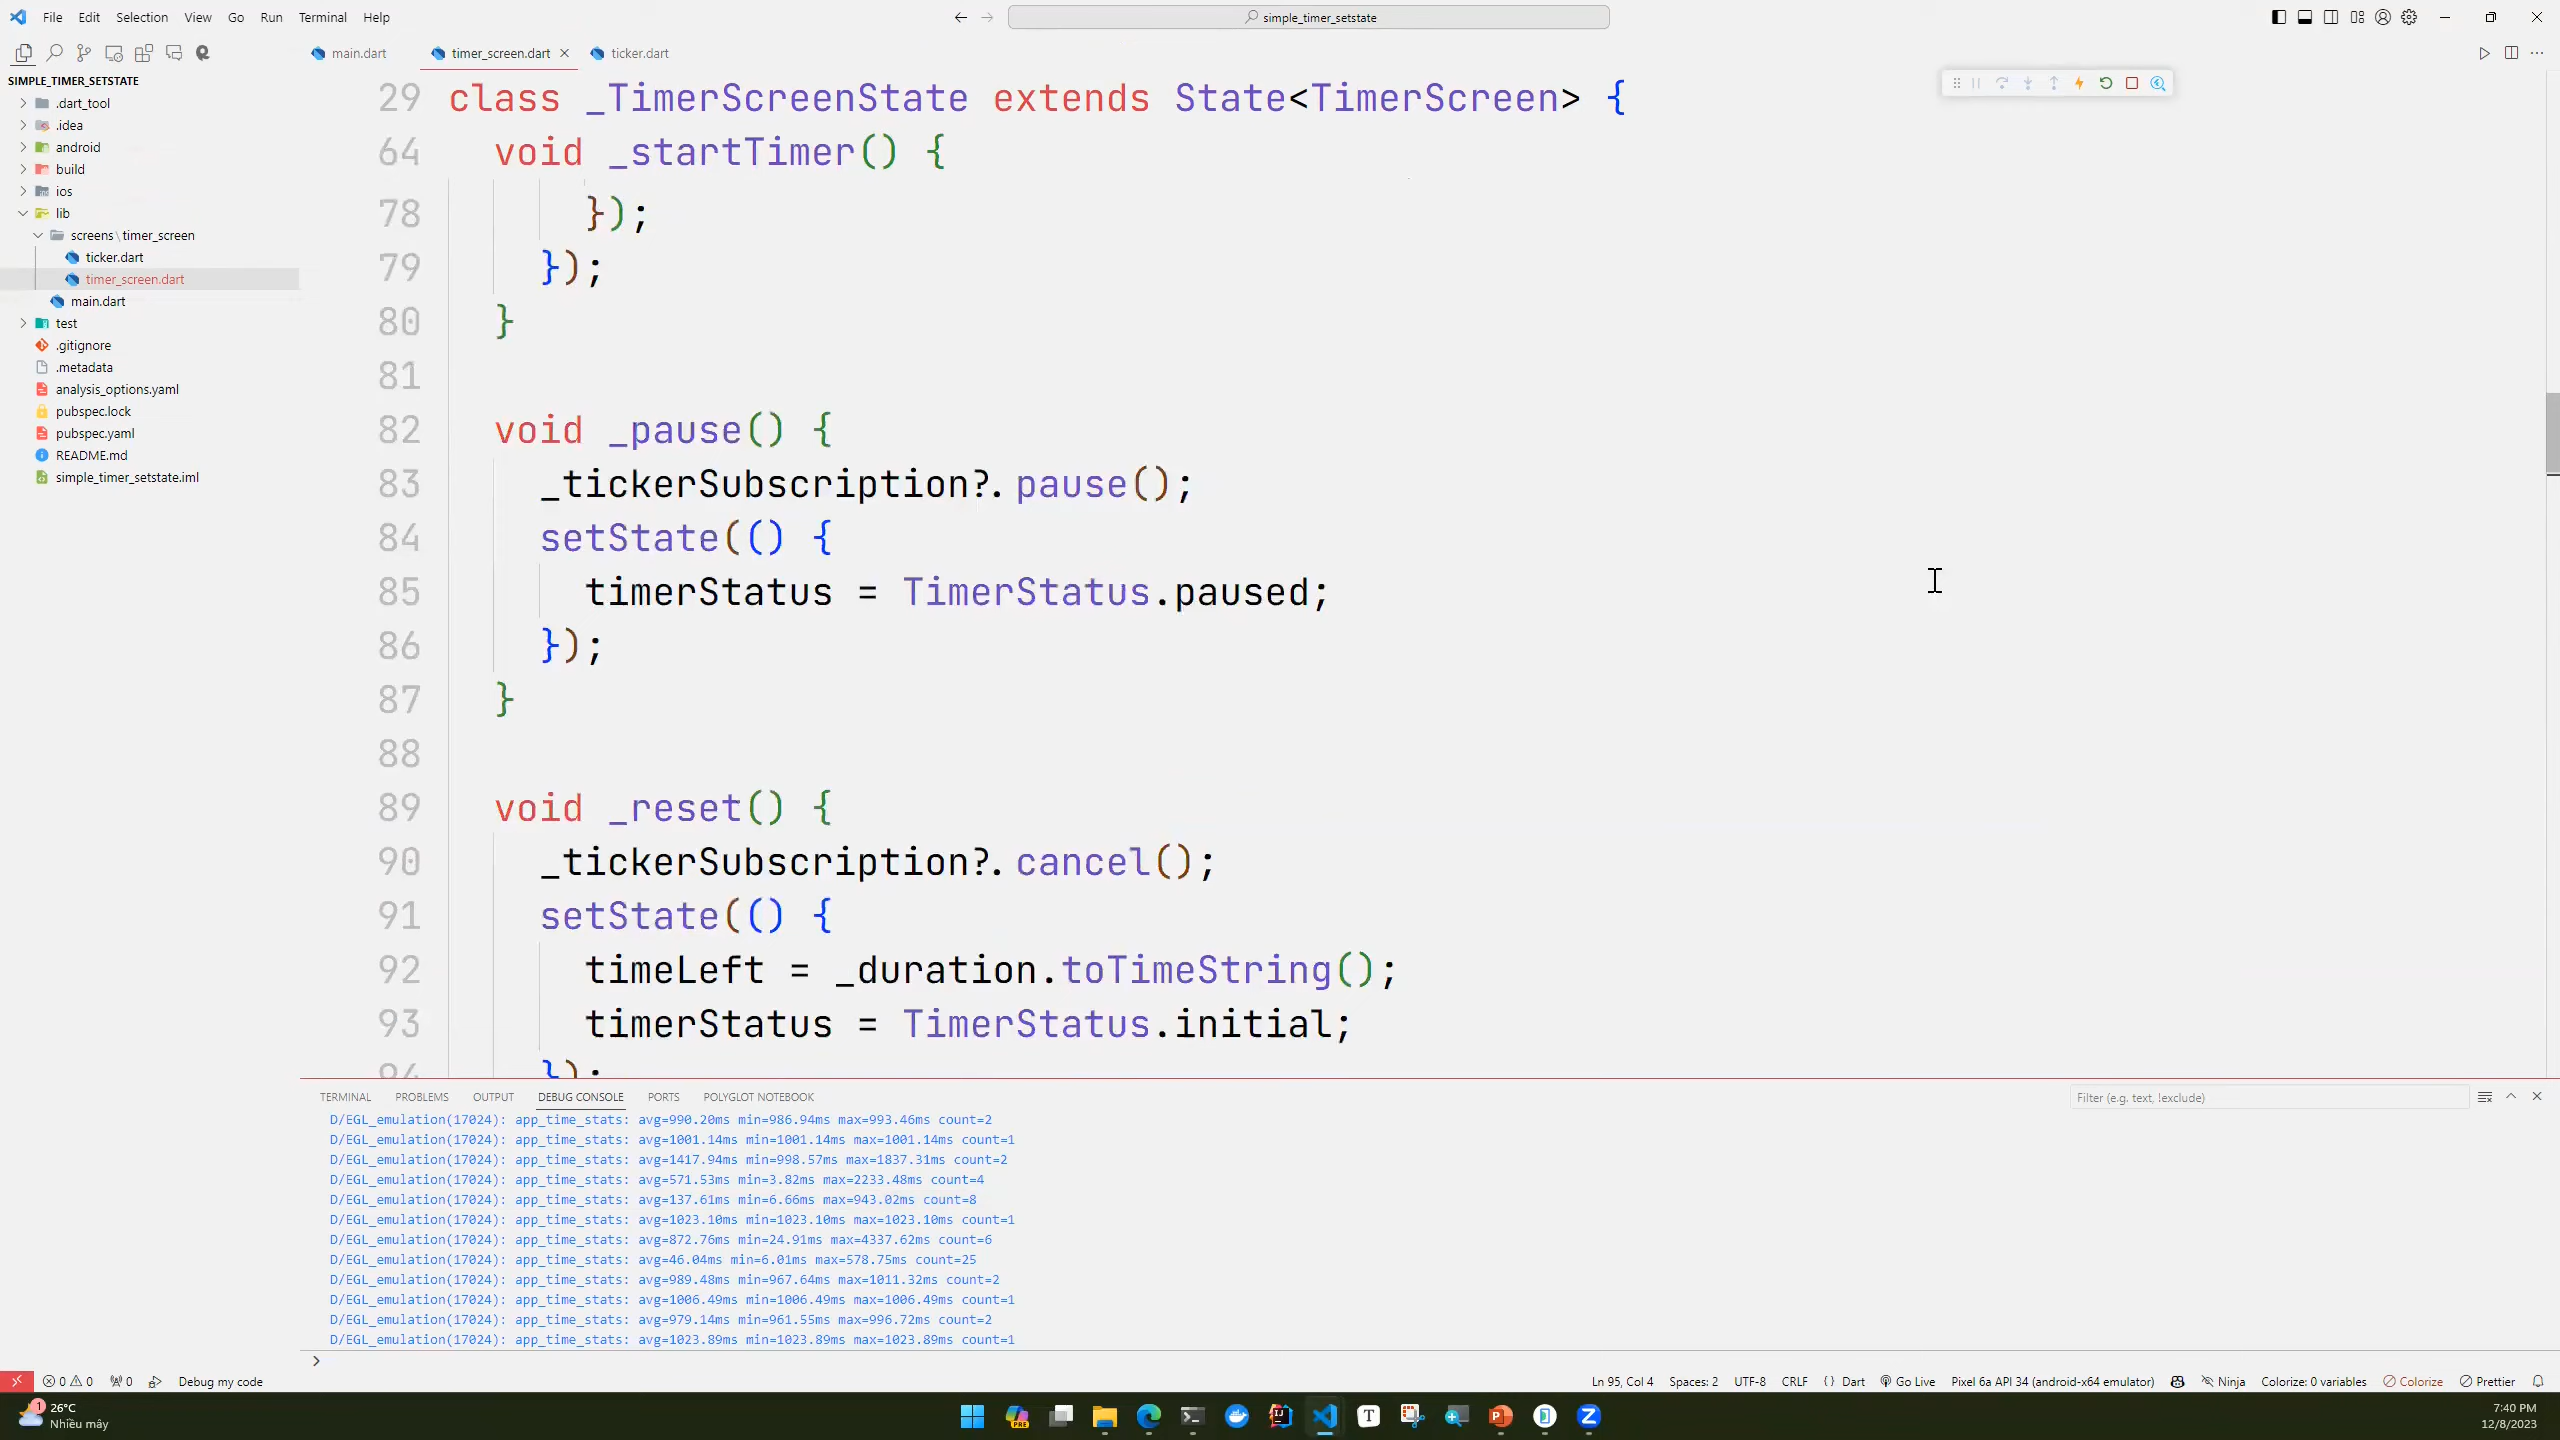 File Edit Selection View Go Run Terminal Help
simple_timer_setstate
main.dart timer_screen.dart ticker.dart
SIMPLE_TIMER_SETSTATE
.dart_tool
.idea
android
build
ios
lib
screens\timer_screen
ticker.dart
timer_screen.dart
main.dart
test
.gitignore
.metadata
analysis_options.yaml
pubspec.lock
pubspec.yaml
README.md
simple_timer_setstate.iml
29 class _TimerScreenState extends State<TimerScreen> {
64 void _startTimer() {
78 });
79 });
80 }
81
82 void _pause() {
83 _tickerSubscription?.pause();
84 setState(() {
85 timerStatus = TimerStatus.paused;
86 });
87 }
88
89 void _reset() {
90 _tickerSubscription?.cancel();
91 setState(() {
92 timeLeft = _duration.toTimeString();
93 timerStatus = TimerStatus.initial;
94 });
TERMINAL PROBLEMS OUTPUT DEBUG CONSOLE PORTS POLYGLOT NOTEBOOK
Filter (e.g. text, !exclude)
D/EGL_emulation(17024): app_time_stats: avg=990.20ms min=986.94ms max=993.46ms count=2
D/EGL_emulation(17024): app_time_stats: avg=1001.14ms min=1001.14ms max=1001.14ms count=1
D/EGL_emulation(17024): app_time_stats: avg=1417.94ms min=998.57ms max=1837.31ms count=2
D/EGL_emulation(17024): app_time_stats: avg=571.53ms min=3.82ms max=2233.48ms count=4
D/EGL_emulation(17024): app_time_stats: avg=137.61ms min=6.66ms max=943.02ms count=8
D/EGL_emulation(17024): app_time_stats: avg=1023.10ms min=1023.10ms max=1023.10ms count=1
D/EGL_emulation(17024): app_time_stats: avg=872.76ms min=24.91ms max=4337.62ms count=6
D/EGL_emulation(17024): app_time_stats: avg=46.04ms min=6.01ms max=578.75ms count=25
D/EGL_emulation(17024): app_time_stats: avg=989.48ms min=967.64ms max=1011.32ms count=2
D/EGL_emulation(17024): app_time_stats: avg=1006.49ms min=1006.49ms max=1006.49ms count=1
D/EGL_emulation(17024): app_time_stats: avg=979.14ms min=961.55ms max=996.72ms count=2
D/EGL_emulation(17024): app_time_stats: avg=1023.89ms min=1023.89ms max=1023.89ms count=1
0 0 0 Debug my code Ln 95, Col 4 Spaces: 2 UTF-8 CRLF {} Dart Go Live Pixel 6a API 34 (android-x64 emulator) Ninja Colorize: 0 variables Colorize Prettier
1
26°C
Nhiều mây
PRE
7:40 PM
12/8/2023